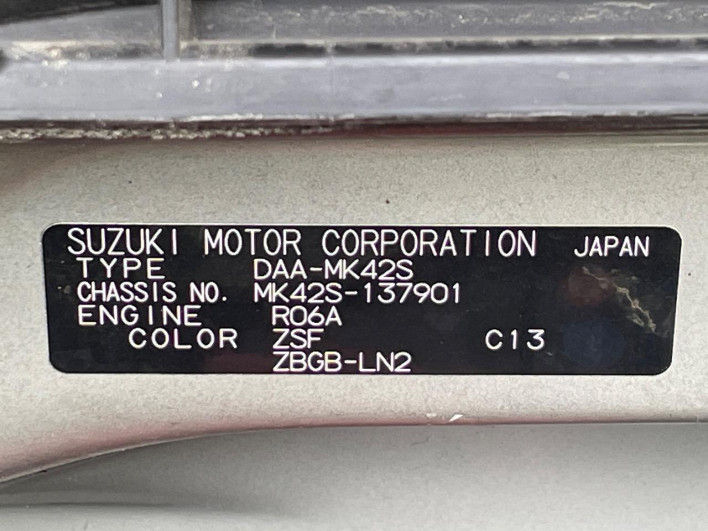 SUZUKI MOTOR CORPORATION JAPAN
TYPE DAA-MK42S
CHASSIS NO. MK42S-137901
ENGINE R06A
COLOR ZSF C13
ZBGB-LN2